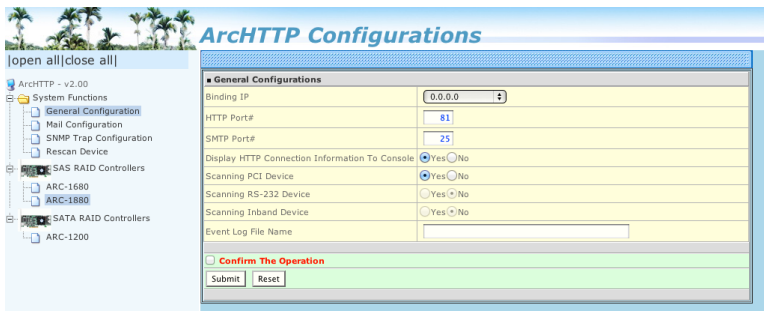 ArcHTTP Configurations
|open all|close all|
ArcHTTP - v2.00
System Functions
General Configuration
Mail Configuration
SNMP Trap Configuration
Rescan Device
SAS RAID Controllers
ARC-1680
ARC-1880
SATA RAID Controllers
ARC-1200
General Configurations
Binding IP 0.0.0.0
HTTP Port# 81
SMTP Port# 25
Display HTTP Connection Information To Console Yes No
Scanning PCI Device Yes No
Scanning RS-232 Device Yes No
Scanning Inband Device Yes No
Event Log File Name
Confirm The Operation
Submit Reset